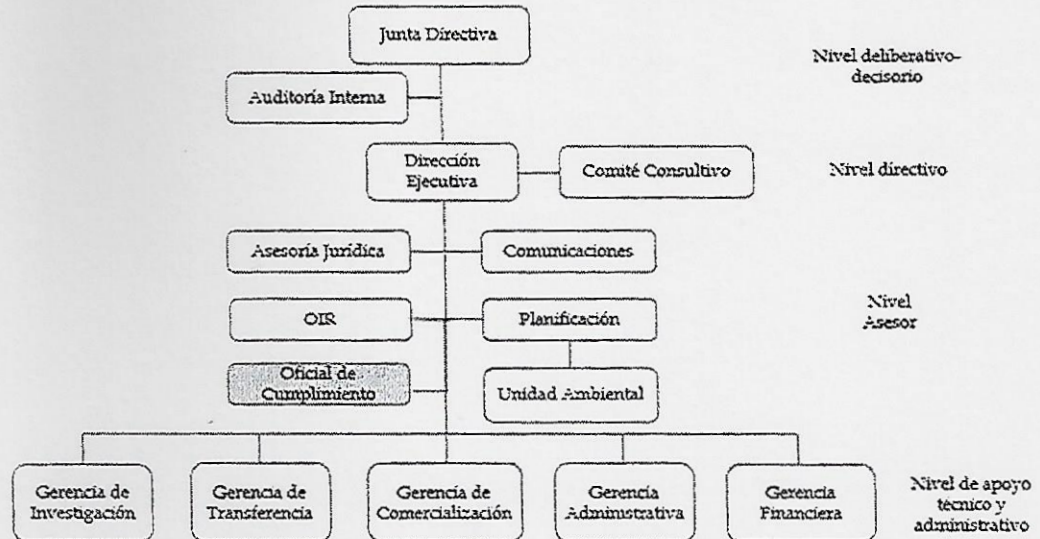 Junta Directiva
Nivel deliberativo-
decisorio
Auditoría Interna
Dirección
Ejecutiva
Comité Consultivo
Nivel directivo
Asesoría Jurídica
Comunicaciones
OIR
Planificación
Nivel
Asesor
Oficial de
Cumplimiento
Unidad Ambiental
Gerencia de
Investigación
Gerencia de
Transferencia
Gerencia de
Comercialización
Gerencia
Administrativa
Gerencia
Financiera
Nivel de apoyo
técnico y
administrativo